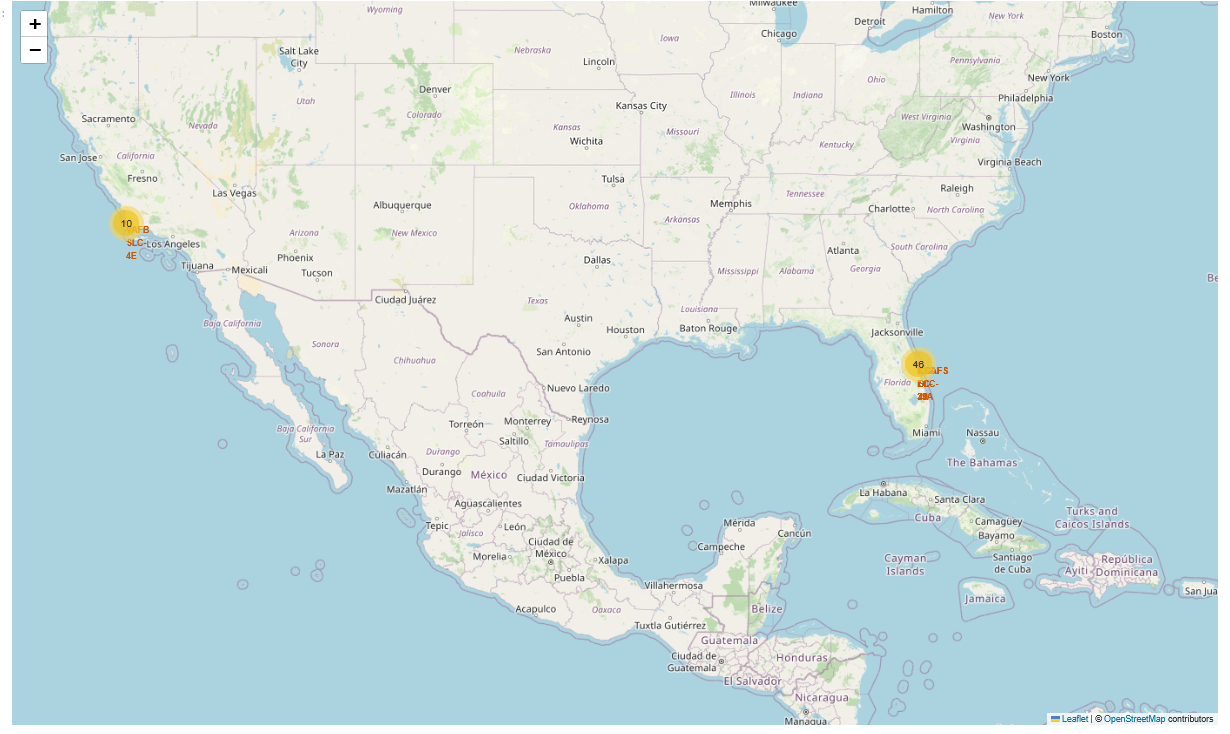 :
Wyoming
Milwaukee
Hamilton
+
Detroit
New York
−
Chicago
Boston
Iowa
Salt Lake
City
Nebraska
Lincoln
Pennsylvania
New York
Ohio
Denver
Utah
Illinois
Indiana
Philadelphia
Kansas City
Colorado
West Virginia
Sacramento
Nevada
Kansas
Missouri
Washington
Wichita
Kentucky
Virginia
San Jose
California
Virginia Beach
Fresno
Tulsa
Las Vegas
Raleigh
Tennessee
Albuquerque
Oklahoma
Memphis
Charlotte
North Carolina
10
Arkansas
Arizona
New Mexico
SLC-
Los Angeles
South Carolina
4E
Phoenix
Dallas
Atlanta
Tijuana
Mexicali
Tucson
Mississippi
Alabama
Georgia
Be
Ciudad Juárez
Texas
Louisiana
Austin
Baja California
Houston
Baton Rouge
Jacksonville
Sonora
San Antonio
Chihuahua
46
Florida
Coahuila
Nuevo Laredo
Torreón
Monterrey
Reynosa
Baja California
Sur
Saltillo
Tamaulipas
Miami
Nassau
La Paz
Culiacán
Durango
Durango
México
Ciudad Victoria
The Bahamas
Mazatlán
La Habana
Santa Clara
Aguascalientes
Cuba
Turks and
Caicos Islands
Tepic
León
Mérida
Cancún
Camagüey
Jalisco
Bayamo
Ciudad de
México
Campeche
Morelia
Xalapa
Cayman
Islands
Santiago
de Cuba
República
Dominicana
Ayiti
Puebla
Villahermosa
San Jua
Acapulco
Oaxaca
Belize
Jamaica
Tuxtla Gutiérrez
Guatemala
Ciudad de
Guatemala
Honduras
El Salvador
Nicaragua
Managua
Leaflet | © OpenStreetMap contributors